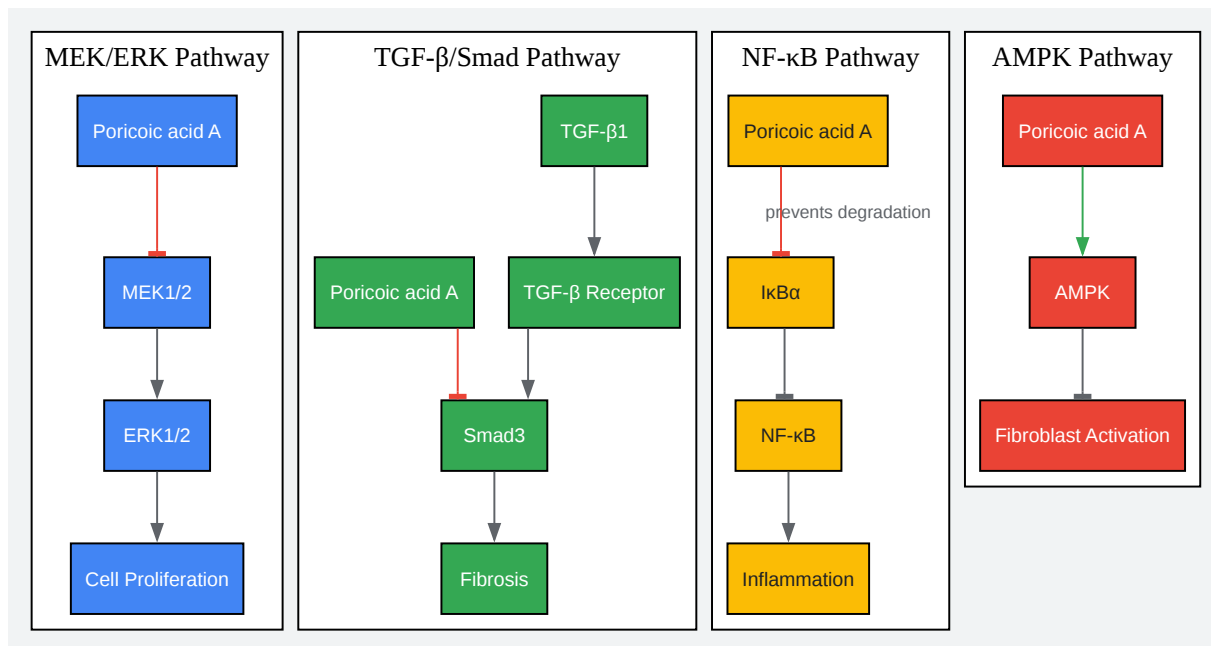 MEK/ERK Pathway
Poricoic acid A
MEK1/2
ERK1/2
Cell Proliferation
TGF-β/Smad Pathway
TGF-β1
Poricoic acid A
TGF-β Receptor
Smad3
Fibrosis
NF-κB Pathway
Poricoic acid A
prevents degradation
IκBα
NF-κB
Inflammation
AMPK Pathway
Poricoic acid A
AMPK
Fibroblast Activation